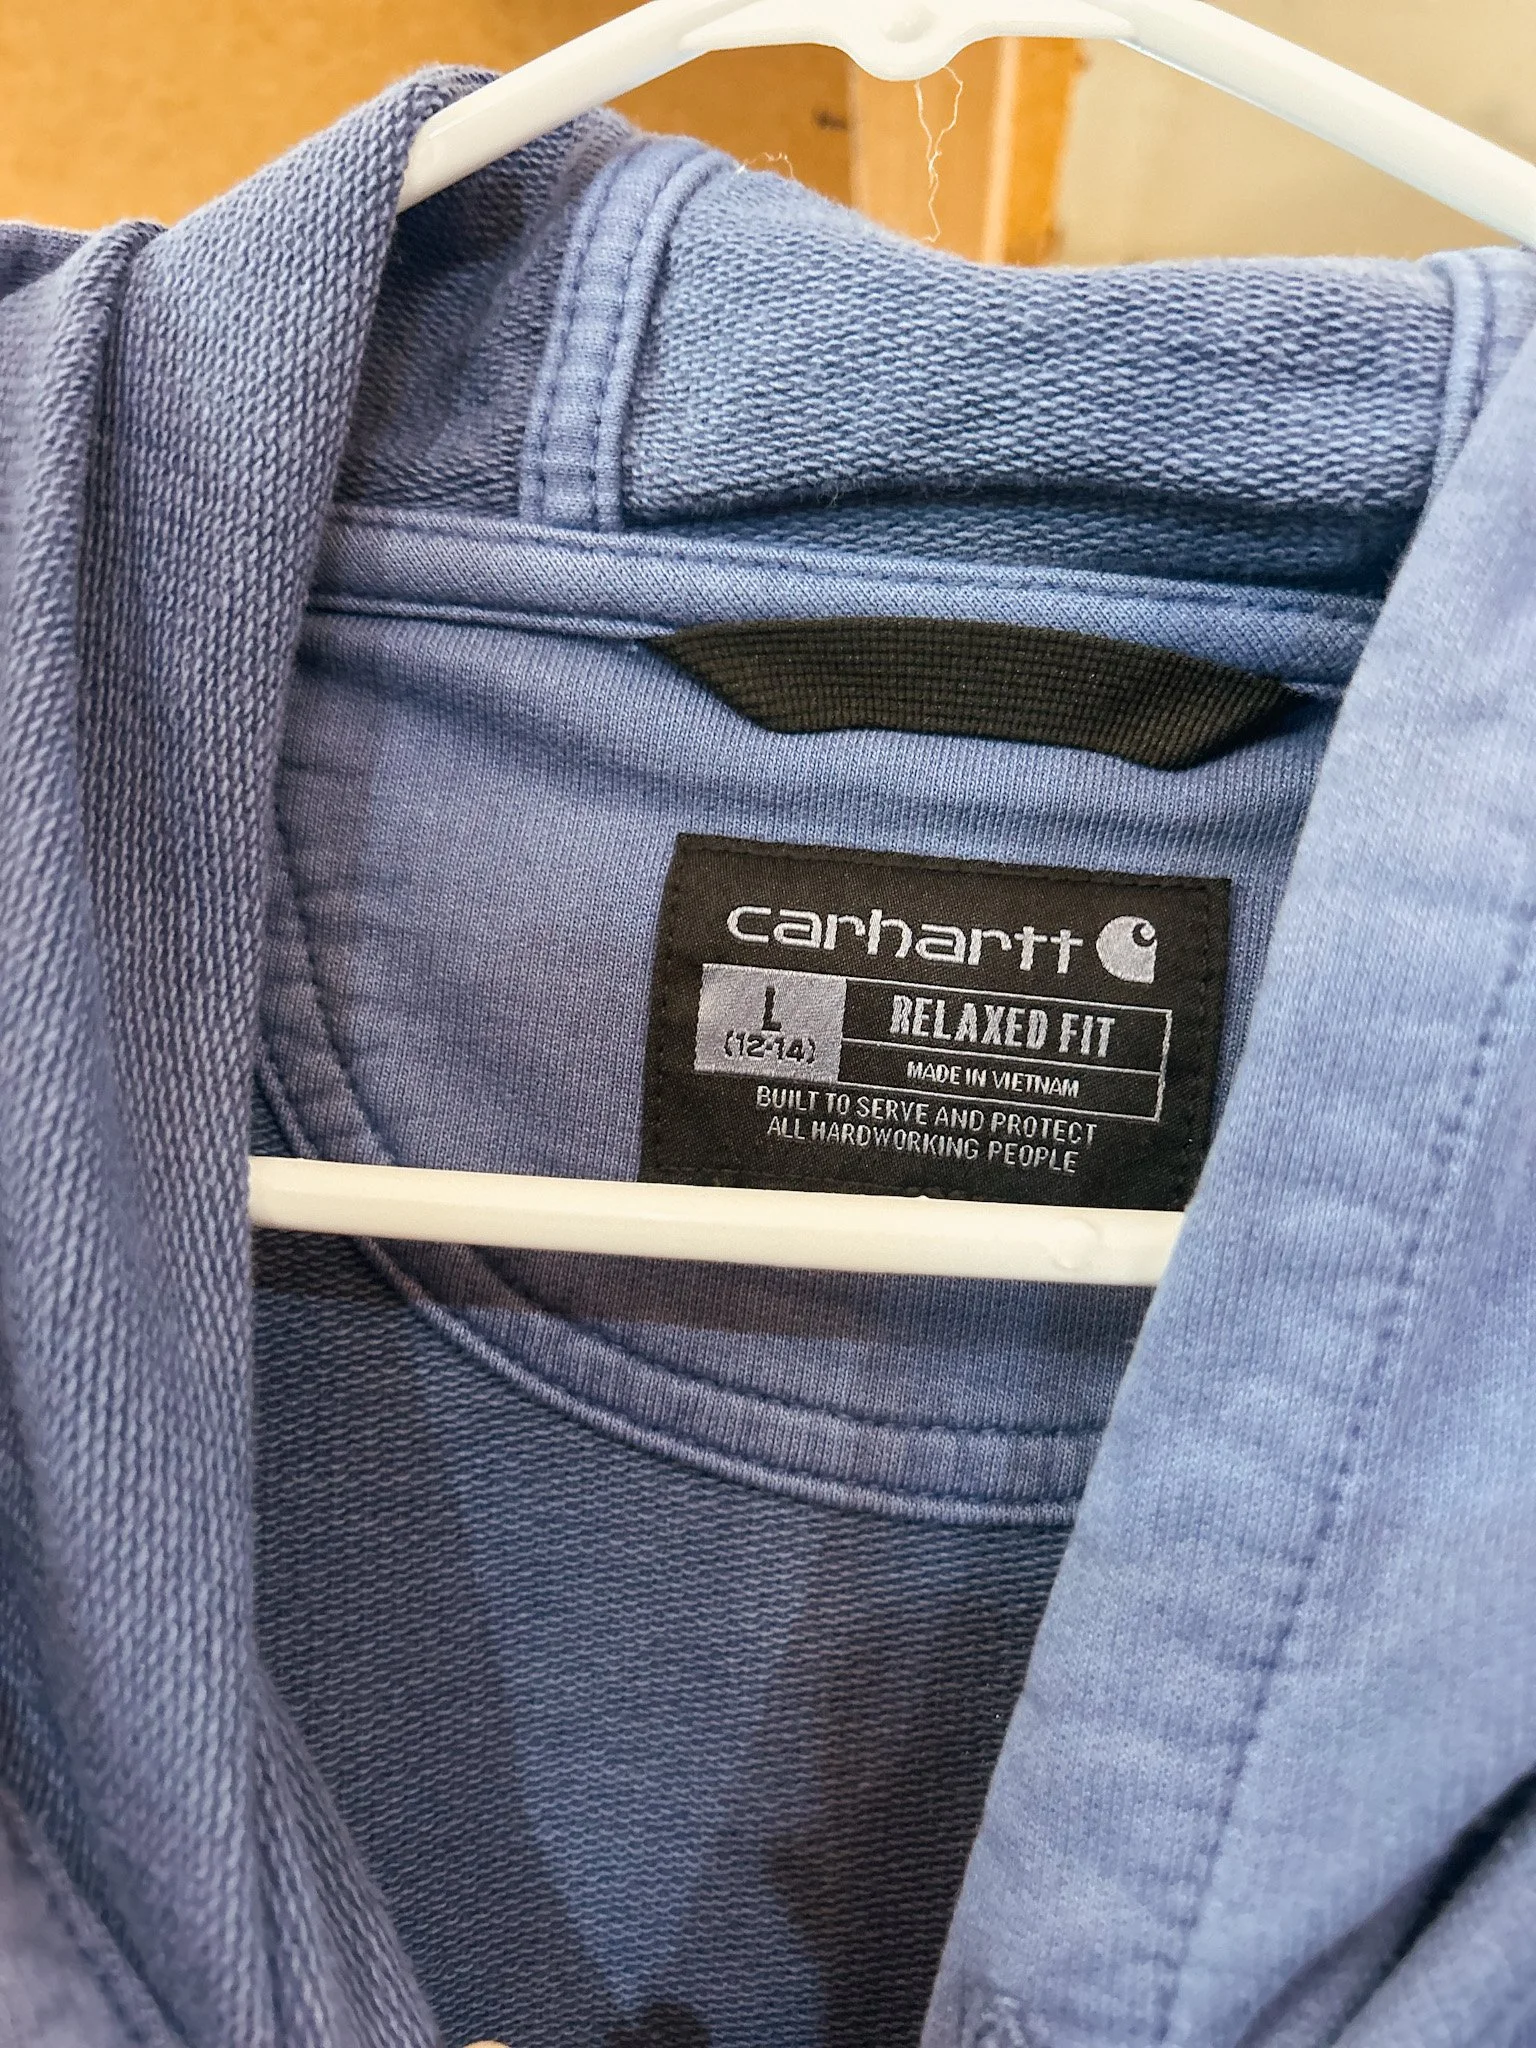 carhartt
L
(12-14)
RELAXED FIT
MADE IN VIETNAM
BUILT TO SERVE AND PROTECT
ALL HARDWORKING PEOPLE